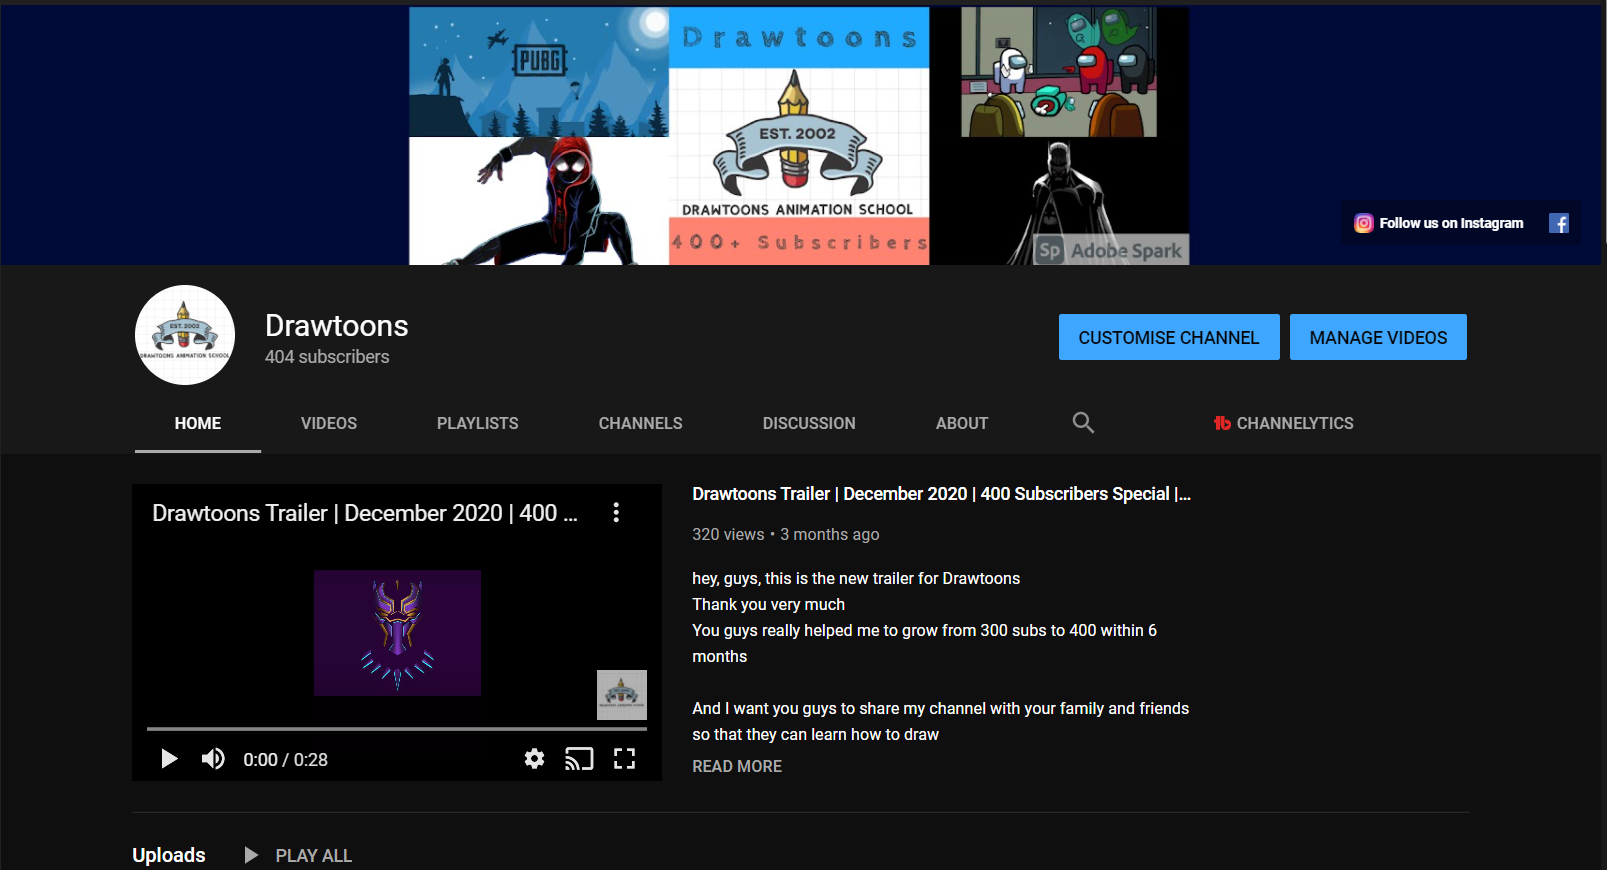 PUBG
Drawtoons
EST. 2002
DRAWTOONS ANIMATION SCHOOL
400+ Subscribers
Sp Adobe Spark
Follow us on Instagram
EST. 2002
DRAWTOONS ANIMATION SCHOOL
Drawtoons
404 subscribers
CUSTOMISE CHANNEL
MANAGE VIDEOS
HOME VIDEOS PLAYLISTS CHANNELS DISCUSSION ABOUT CHANNELYTICS
Drawtoons Trailer | December 2020 | 400 ...
0:00 / 0:28
Drawtoons Trailer | December 2020 | 400 Subscribers Special |...
320 views • 3 months ago
hey, guys, this is the new trailer for Drawtoons
Thank you very much
You guys really helped me to grow from 300 subs to 400 within 6
months
And I want you guys to share my channel with your family and friends
so that they can learn how to draw
READ MORE
Uploads
PLAY ALL